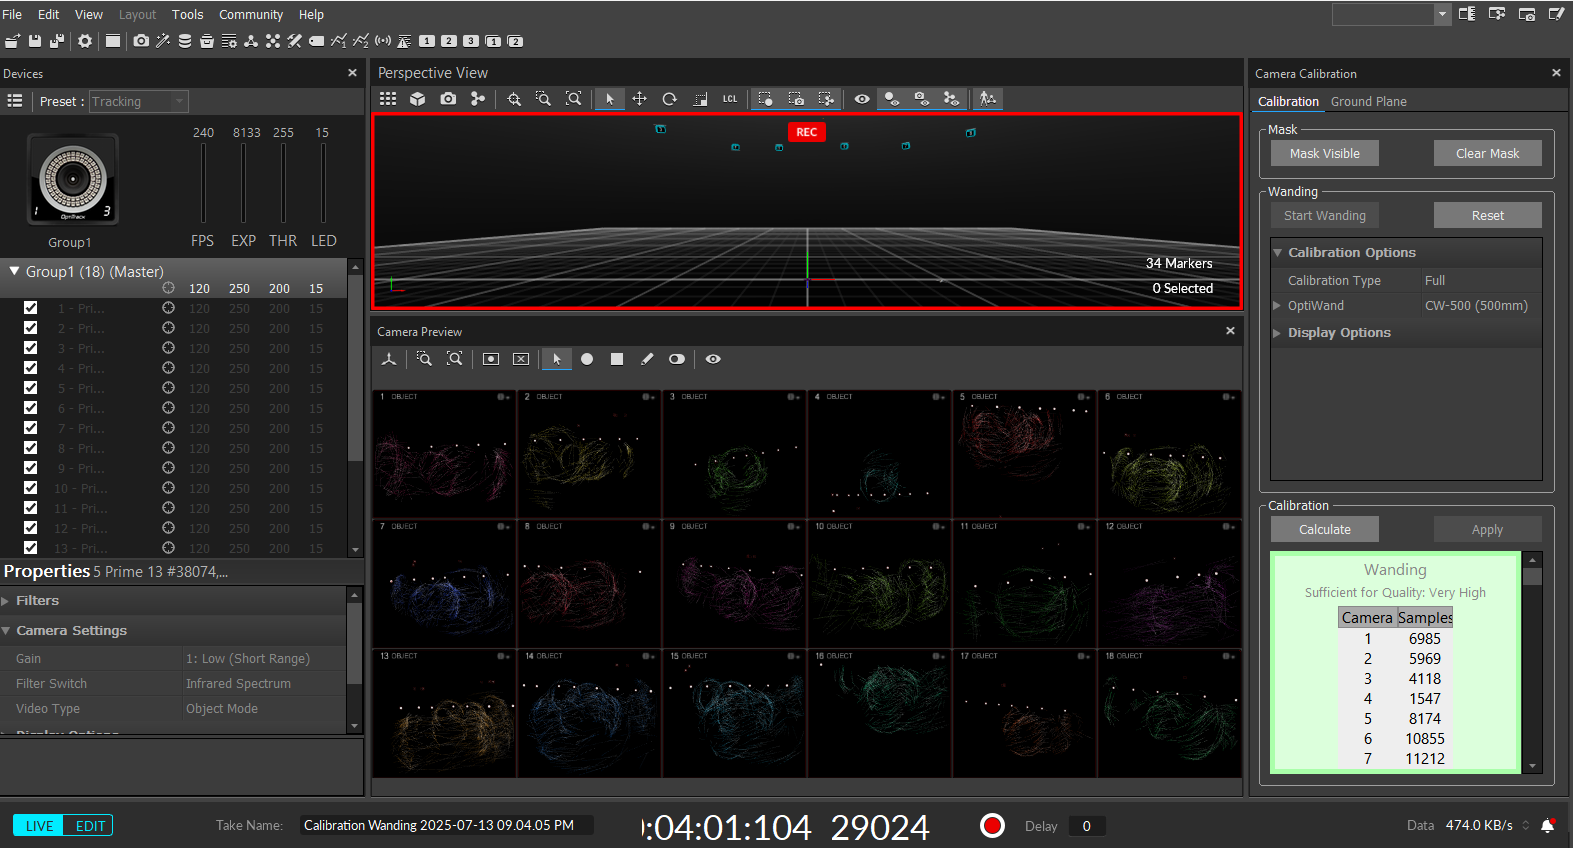 File Edit View Layout Tools Community Help
1 2 3 1 2
Devices
Preset : Tracking
240 8133 255 15
1 OptiTrack 3
Group1
FPS EXP THR LED
Group1 (18) (Master)
120 250 200 15
1 - Pri... 120 250 200 15
2 - Pri... 120 250 200 15
3 - Pri... 120 250 200 15
4 - Pri... 120 250 200 15
5 - Pri... 120 250 200 15
6 - Pri... 120 250 200 15
7 - Pri... 120 250 200 15
8 - Pri... 120 250 200 15
9 - Pri... 120 250 200 15
10 - Pri... 120 250 200 15
11 - Pri... 120 250 200 15
12 - Pri... 120 250 200 15
13 - Pri... 120 250 200 15
Properties 5 Prime 13 #38074,...
Filters
Camera Settings
Gain 1: Low (Short Range)
Filter Switch Infrared Spectrum
Video Type Object Mode
Display Options
Perspective View
LCL
REC
34 Markers
0 Selected
Camera Preview
1 OBJECT 2 OBJECT 3 OBJECT 4 OBJECT 5 OBJECT 6 OBJECT
7 OBJECT 8 OBJECT 9 OBJECT 10 OBJECT 11 OBJECT 12 OBJECT
13 OBJECT 14 OBJECT 15 OBJECT 16 OBJECT 17 OBJECT 18 OBJECT
Camera Calibration
Calibration Ground Plane
Mask
Mask Visible Clear Mask
Wanding
Start Wanding Reset
Calibration Options
Calibration Type Full
OptiWand CW-500 (500mm)
Display Options
Calibration
Calculate Apply
Wanding
Sufficient for Quality: Very High
Camera Samples
1 6985
2 5969
3 4118
4 1547
5 8174
6 10855
7 11212
LIVE EDIT
Take Name: Calibration Wanding 2025-07-13 09.04.05 PM
:04:01:104 29024
Delay 0
Data 474.0 KB/s